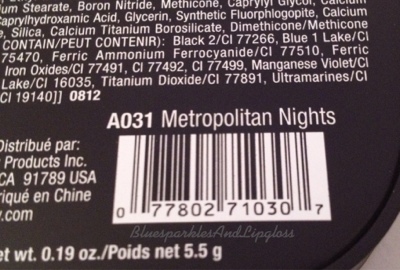 um Stearate, Boron Nitride, Methicone, Caprylyl Glycol, Calcium
Caprylhydroxamic Acid, Glycerin, Synthetic Fluorphlogopite, Calcium
e, Silica, Calcium Titanium Borosilicate, Dimethicone/Methicone
CONTAIN/PEUT CONTENIR): Black 2/CI 77266, Blue 1 Lake/CI
75470, Ferric Ammonium Ferrocyanide/CI 77510, Ferric
Iron Oxides/CI 77491, CI 77492, CI 77499, Manganese Violet/CI
Lake/CI 16035, Titanium Dioxide/CI 77891, Ultramarines/CI
CI 19140]] 0812
A031 Metropolitan Nights
Distribué par:
Products Inc.
CA 91789 USA
iqué en Chine
.com
0 77802 71030 7
BluesparklesAndLipgloss
et wt. 0.19 oz./Poids net 5.5 g